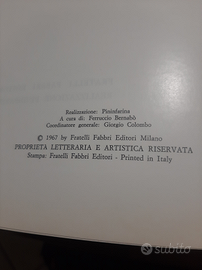 Realizzazione: Pininfarina
A cura di: Ferruccio Bernabò
Coordinatore generale: Giorgio Colombo
© 1967 by Fratelli Fabbri Editori Milano
PROPRIETÀ LETTERARIA E ARTISTICA RISERVATA
Stampa: Fratelli Fabbri Editori - Printed in Italy
subito